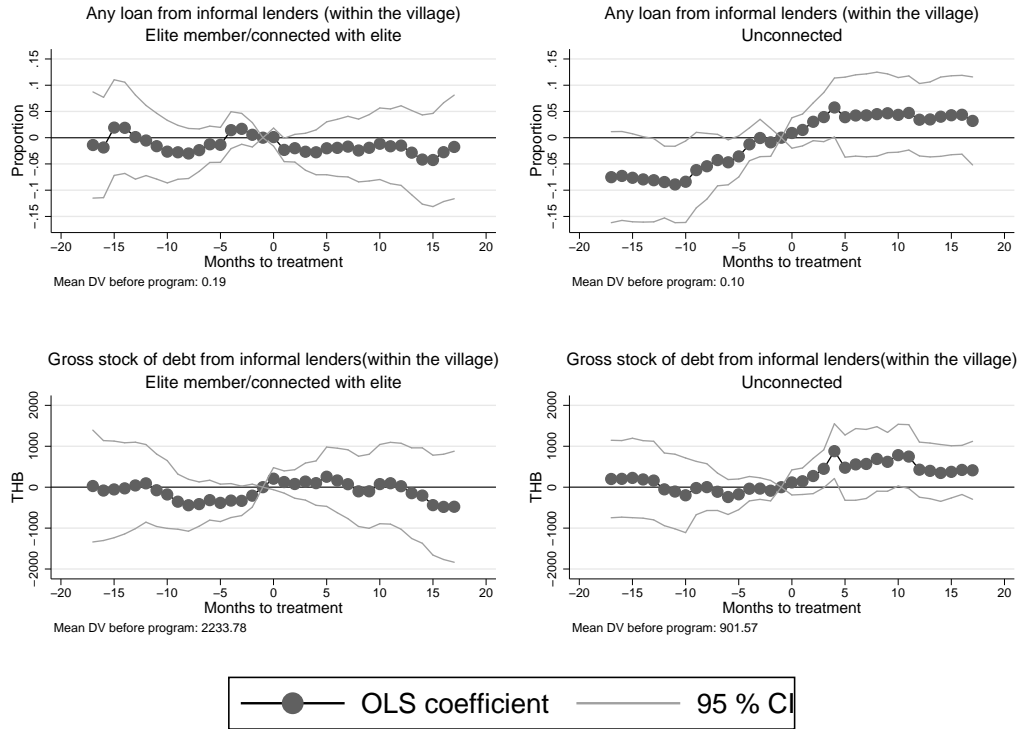 Any loan from informal lenders (within the village)
Elite member/connected with elite
Proportion
.15
.1
.05
0
−.05
−.1
−.15
−20 −15 −10 −5 0 5 10 15 20
Months to treatment
Mean DV before program: 0.19
Any loan from informal lenders (within the village)
Unconnected
Proportion
.15
.1
.05
0
−.05
−.1
−.15
−20 −15 −10 −5 0 5 10 15 20
Months to treatment
Mean DV before program: 0.10
Gross stock of debt from informal lenders(within the village)
Elite member/connected with elite
THB
2000
1000
0
−1000
−2000
−20 −15 −10 −5 0 5 10 15 20
Months to treatment
Mean DV before program: 2233.78
Gross stock of debt from informal lenders(within the village)
Unconnected
THB
2000
1000
0
−1000
−2000
−20 −15 −10 −5 0 5 10 15 20
Months to treatment
Mean DV before program: 901.57
OLS coefficient 95 % CI